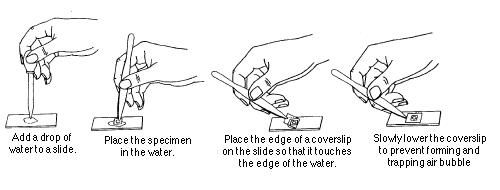 Add a drop of
water to a slide.
Place the specimen
in the water.
Place the edge of a coverslip
on the slide so that it touches
the edge of the water.
Slowly lower the coverslip
to prevent forming and
trapping air bubble